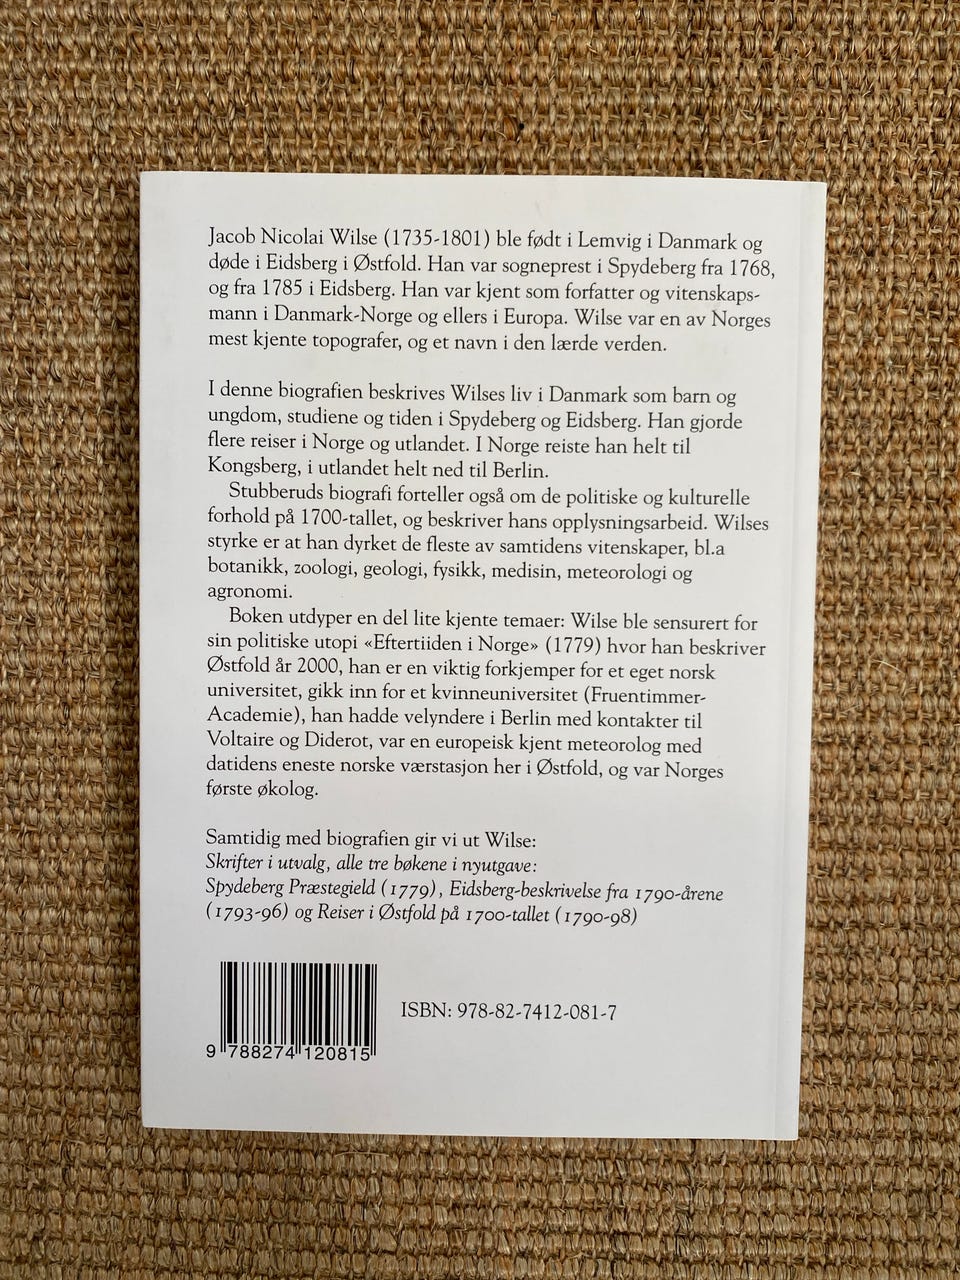 Jacob Nicolai Wilse (1735-1801) ble født i Lemvig i Danmark og
døde i Eidsberg i Østfold. Han var sogneprest i Spydeberg fra 1768,
og fra 1785 i Eidsberg. Han var kjent som forfatter og vitenskaps-
mann i Danmark-Norge og ellers i Europa. Wilse var en av Norges
mest kjente topografer, og et navn i den lærde verden.
I denne biografien beskrives Wilses liv i Danmark som barn og
ungdom, studiene og tiden i Spydeberg og Eidsberg. Han gjorde
flere reiser i Norge og utlandet. I Norge reiste han helt til
Kongsberg, i utlandet helt ned til Berlin.
Stubberuds biografi forteller også om de politiske og kulturelle
forhold på 1700-tallet, og beskriver hans opplysningsarbeid. Wilses
styrke er at han dyrket de fleste av samtidens vitenskaper, bl.a
botanikk, zoologi, geologi, fysikk, medisin, meteorologi og
agronomi.
Boken utdyper en del lite kjente temaer: Wilse ble sensurert for
sin politiske utopi «Eftertiiden i Norge» (1779) hvor han beskriver
Østfold år 2000, han er en viktig forkjemper for et eget norsk
universitet, gikk inn for et kvinneuniversitet (Fruentimmer-
Academie), han hadde velyndere i Berlin med kontakter til
Voltaire og Diderot, var en europeisk kjent meteorolog med
datidens eneste norske værstasjon her i Østfold, og var Norges
første økolog.
Samtidig med biografien gir vi ut Wilse:
Skrifter i utvalg, alle tre bøkene i nyutgave:
Spydeberg Præstegield (1779), Eidsberg-beskrivelse fra 1790-årene
(1793-96) og Reiser i Østfold på 1700-tallet (1790-98)
ISBN: 978-82-7412-081-7
9 788274 120815